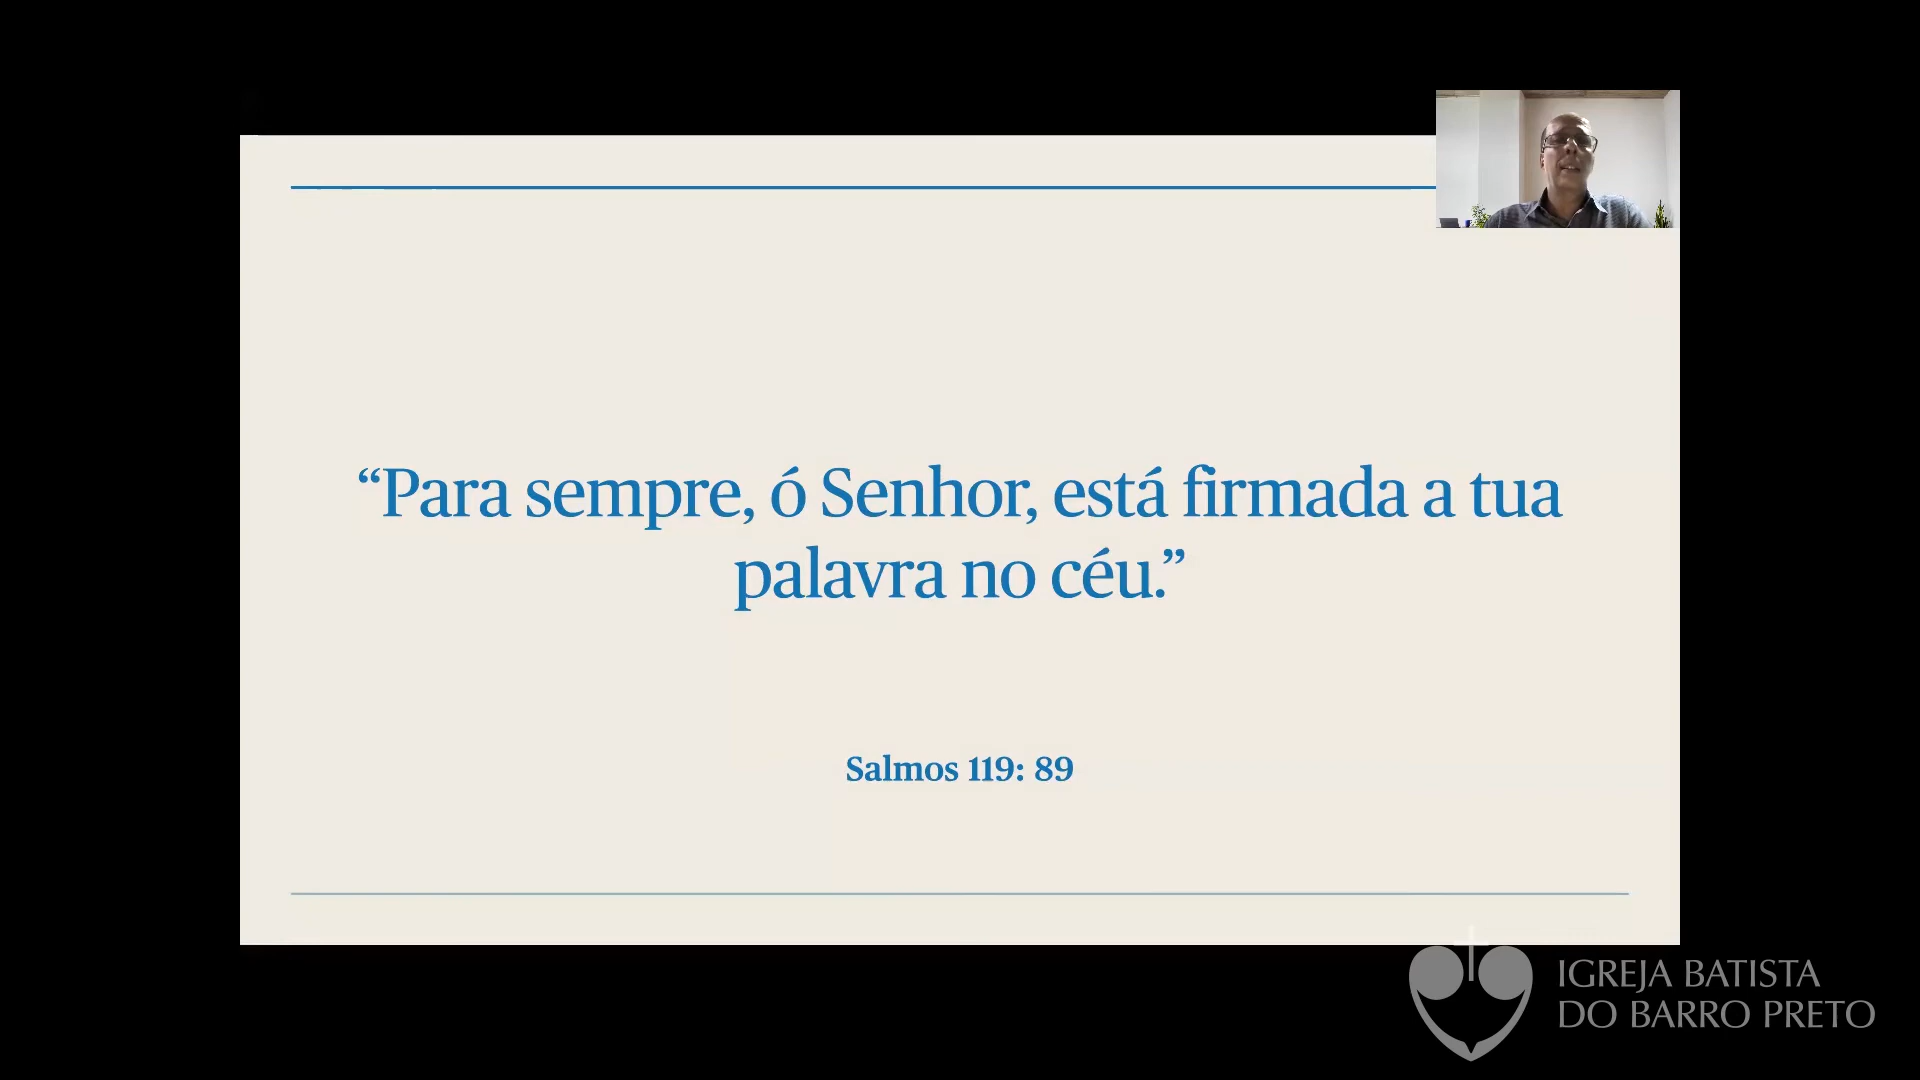 “Para sempre, ó Senhor, está firmada a tua
palavra no céu.”
Salmos 119: 89
IGREJA BATISTA
DO BARRO PRETO